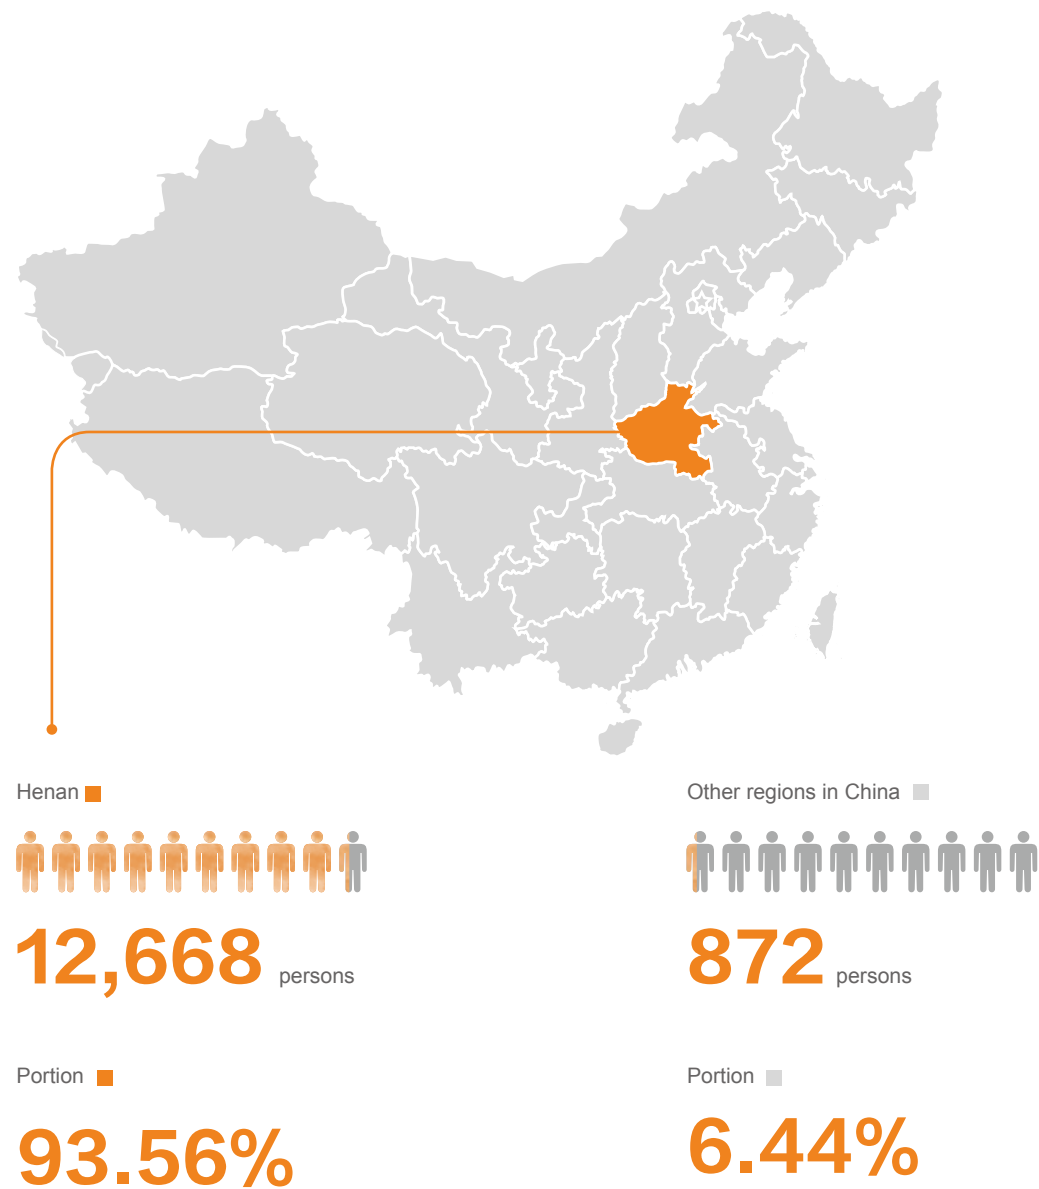 Henan
12,668 persons
Portion
93.56%
Other regions in China
872 persons
Portion
6.44%